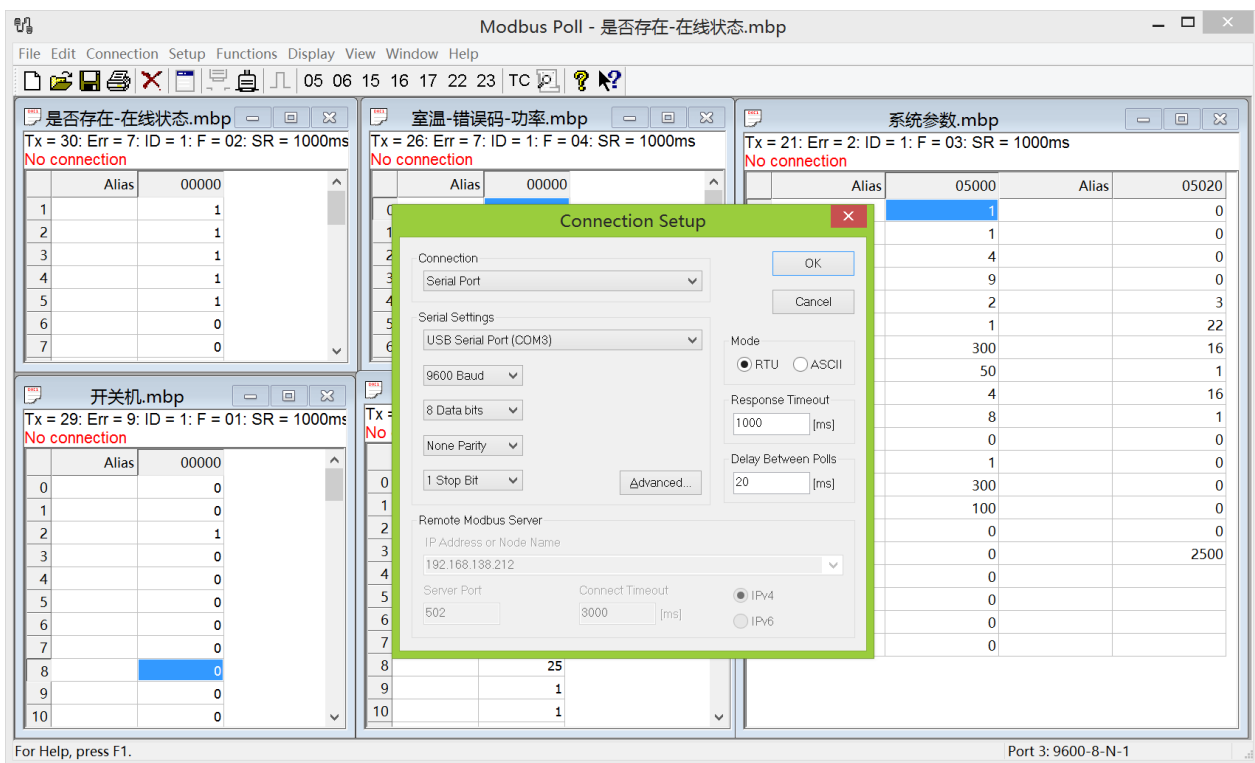 Modbus Poll - 是否存在-在线状态.mbp
File Edit Connection Setup Functions Display View Window Help
05 06 15 16 17 22 23 TC
是否存在-在线状态.mbp
Tx = 30: Err = 7: ID = 1: F = 02: SR = 1000ms
No connection
Alias 00000
1 1
2 1
3 1
4 1
5 1
6 0
7 0
室温-错误码-功率.mbp
Tx = 26: Err = 7: ID = 1: F = 04: SR = 1000ms
No connection
Alias 00000
系统参数.mbp
Tx = 21: Err = 2: ID = 1: F = 03: SR = 1000ms
No connection
Alias 05000 Alias 05020
1 0
1 0
4 0
9 0
2 3
1 22
300 16
50 1
4 16
8 1
0 0
1 0
300 0
100 0
0 0
0 2500
0
0
0
0
开关机.mbp
Tx = 29: Err = 9: ID = 1: F = 01: SR = 1000ms
No connection
Alias 00000
0 0
1 0
2 1
3 0
4 0
5 0
6 0
7 0
8 0
9 0
10 0
Tx =
No
0
1
2
3
4
5
6
7
8 25
9 1
10 1
Connection Setup
Connection
Serial Port
OK
Cancel
Serial Settings
USB Serial Port (COM3)
9600 Baud
8 Data bits
None Parity
1 Stop Bit
Advanced...
Mode
RTU ASCII
Response Timeout
1000 [ms]
Delay Between Polls
20 [ms]
Remote Modbus Server
IP Address or Node Name
192.168.138.212
Server Port Connect Timeout
502 3000 [ms]
IPv4
IPv6
For Help, press F1.
Port 3: 9600-8-N-1